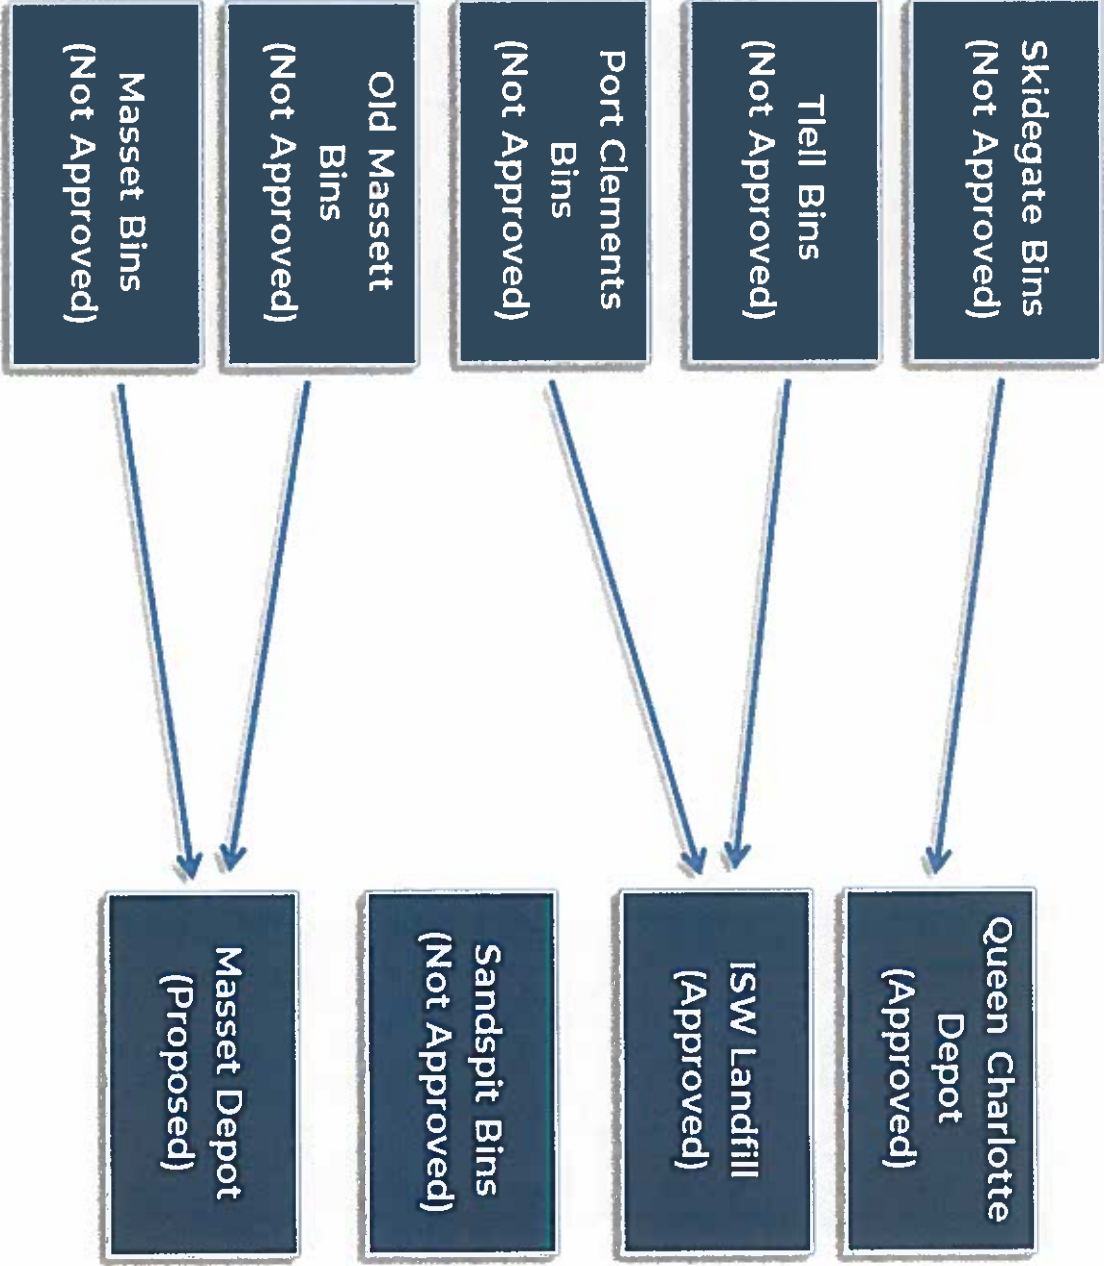 Skidegate Bins
(Not Approved)
Tlell Bins
(Not Approved)
Port Clements
Bins
(Not Approved)
Old Massett
Bins
(Not Approved)
Masset Bins
(Not Approved)
Queen Charlotte
Depot
(Approved)
ISW Landfill
(Approved)
Sandspit Bins
(Not Approved)
Masset Depot
(Proposed)